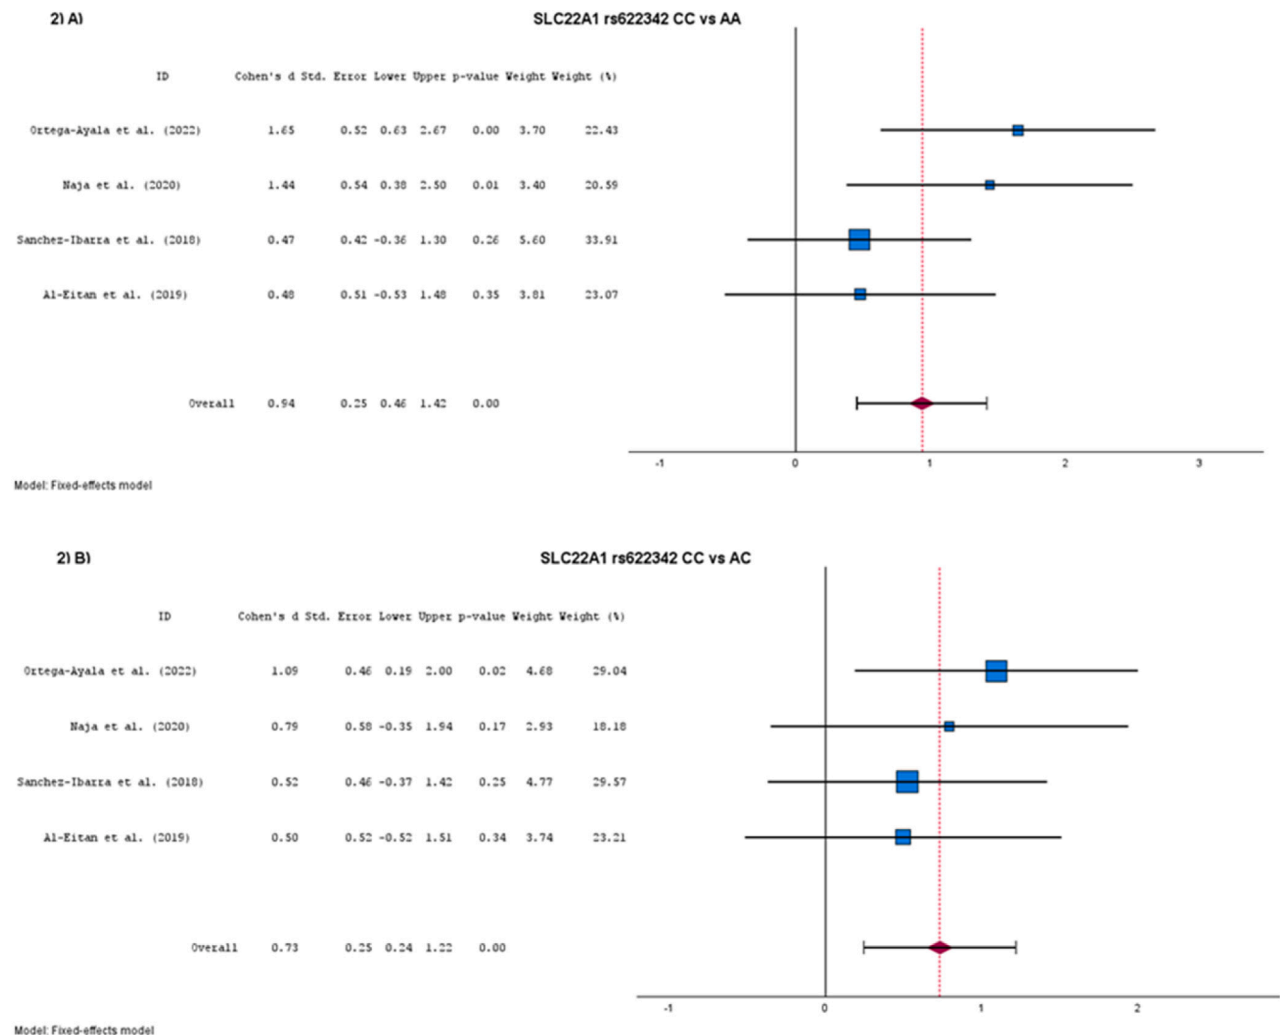 2) A)
SLC22A1 rs622342 CC vs AA
ID Cohen's d Std. Error Lower Upper p-value Weight Weight (%)
Ortega-Ayala et al. (2022) 1.65 0.52 0.63 2.67 0.00 3.70 22.43
Naja et al. (2020) 1.44 0.54 0.38 2.50 0.01 3.40 20.59
Sanchez-Ibarra et al. (2018) 0.47 0.42 -0.36 1.30 0.26 5.60 33.91
Al-Eitan et al. (2019) 0.48 0.51 -0.53 1.48 0.35 3.81 23.07
Overall 0.94 0.25 0.46 1.42 0.00
-1 0 1 2 3
Model: Fixed-effects model
2) B)
SLC22A1 rs622342 CC vs AC
ID Cohen's d Std. Error Lower Upper p-value Weight Weight (%)
Ortega-Ayala et al. (2022) 1.09 0.46 0.19 2.00 0.02 4.68 29.04
Naja et al. (2020) 0.79 0.58 -0.35 1.94 0.17 2.93 18.18
Sanchez-Ibarra et al. (2018) 0.52 0.46 -0.37 1.42 0.25 4.77 29.57
Al-Eitan et al. (2019) 0.50 0.52 -0.52 1.51 0.34 3.74 23.21
Overall 0.73 0.25 0.24 1.22 0.00
-1 0 1 2
Model: Fixed-effects model